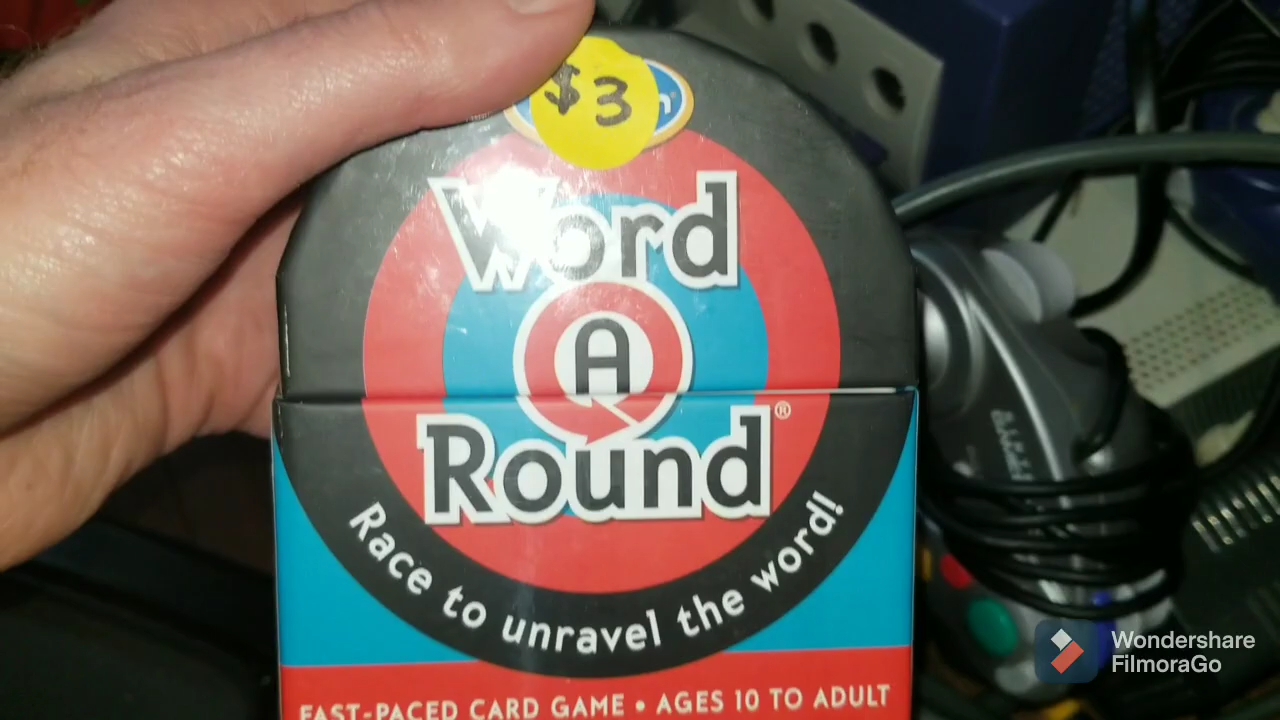 $3
Word
A
Round®
Race to unravel the word!
FAST-PACED CARD GAME • AGES 10 TO ADULT
Wondershare
FilmoraGo